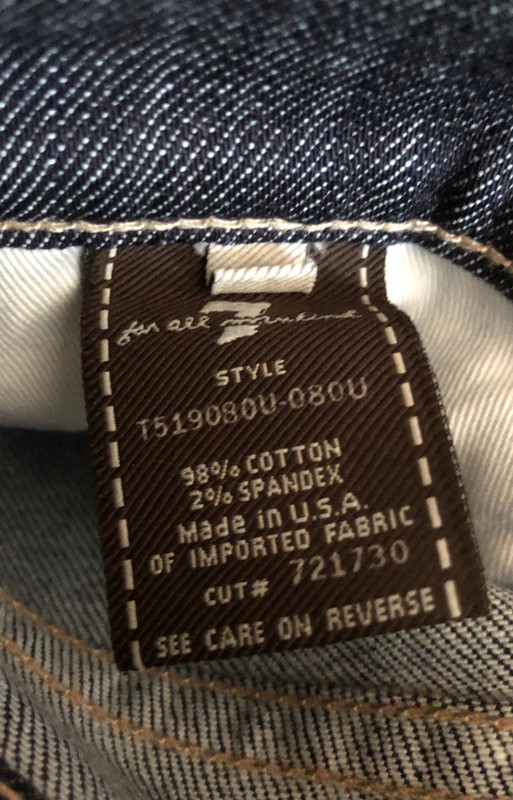 7
for all mankind
STYLE
T519080U-080U
98% COTTON
2% SPANDEX
Made in U.S.A.
OF IMPORTED FABRIC
CUT# 721730
SEE CARE ON REVERSE